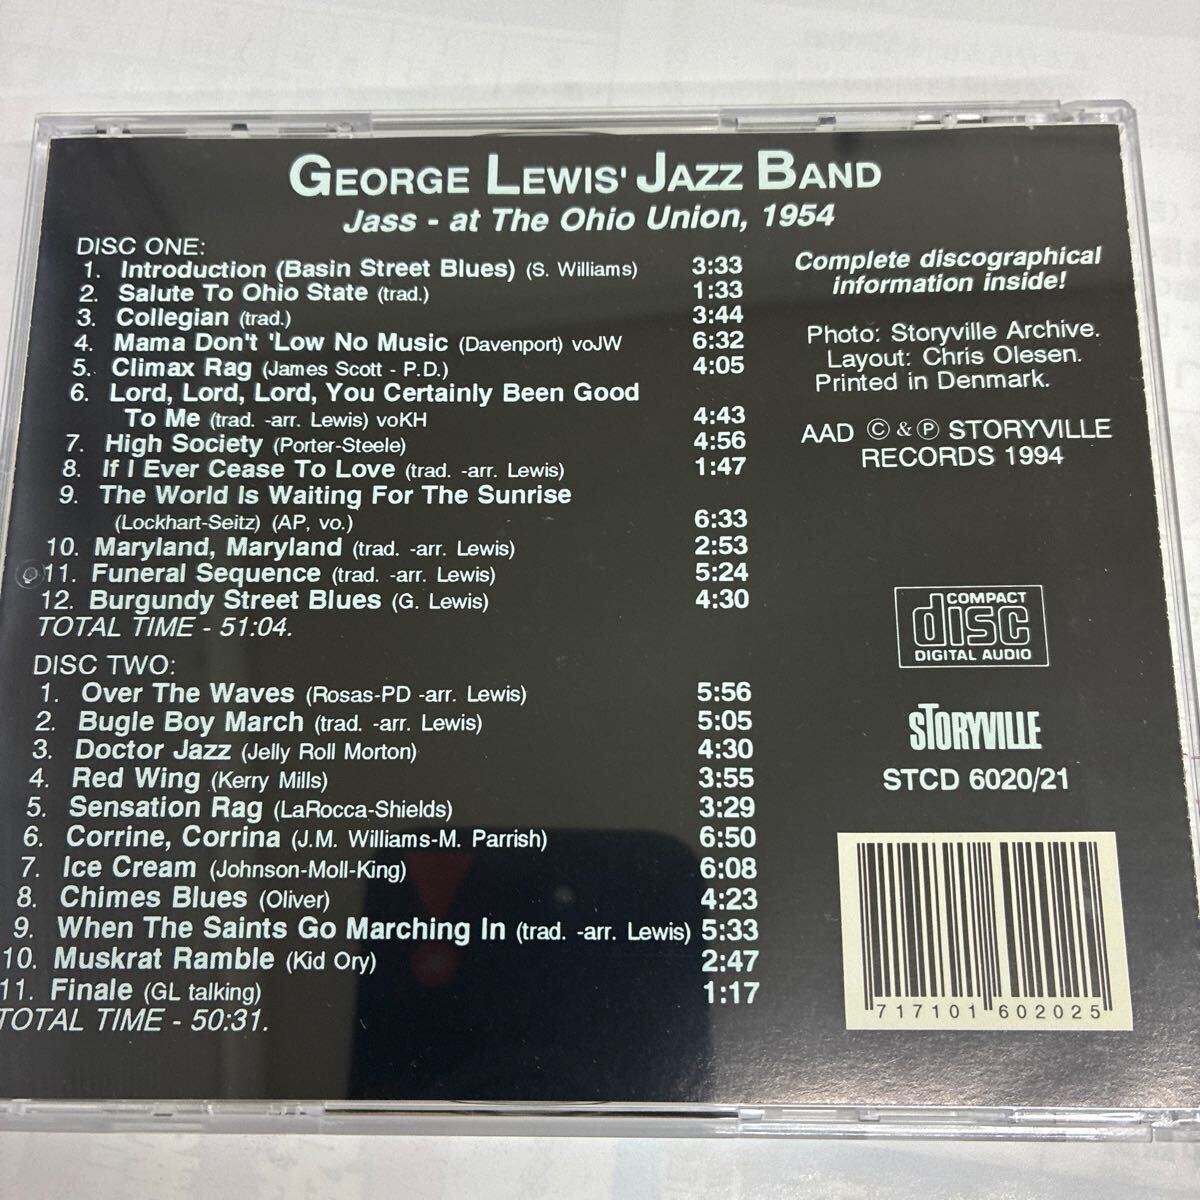 GEORGE LEWIS' JAZZ BAND
Jass - at The Ohio Union, 1954
DISC ONE:
1. Introduction (Basin Street Blues) (S. Williams) 3:33
2. Salute To Ohio State (trad.) 1:33
3. Collegian (trad.) 3:44
4. Mama Don't 'Low No Music (Davenport) voJW 6:32
5. Climax Rag (James Scott - P.D.) 4:05
6. Lord, Lord, Lord, You Certainly Been Good
To Me (trad. -arr. Lewis) voKH 4:43
7. High Society (Porter-Steele) 4:56
8. If I Ever Cease To Love (trad. -arr. Lewis) 1:47
9. The World Is Waiting For The Sunrise
(Lockhart-Seitz) (AP, vo.) 6:33
10. Maryland, Maryland (trad. -arr. Lewis) 2:53
11. Funeral Sequence (trad. -arr. Lewis) 5:24
12. Burgundy Street Blues (G. Lewis) 4:30
TOTAL TIME - 51:04.
DISC TWO:
1. Over The Waves (Rosas-PD -arr. Lewis) 5:56
2. Bugle Boy March (trad. -arr. Lewis) 5:05
3. Doctor Jazz (Jelly Roll Morton) 4:30
4. Red Wing (Kerry Mills) 3:55
5. Sensation Rag (LaRocca-Shields) 3:29
6. Corrine, Corrina (J.M. Williams-M. Parrish) 6:50
7. Ice Cream (Johnson-Moll-King) 6:08
8. Chimes Blues (Oliver) 4:23
9. When The Saints Go Marching In (trad. -arr. Lewis) 5:33
10. Muskrat Ramble (Kid Ory) 2:47
11. Finale (GL talking) 1:17
TOTAL TIME - 50:31.
Complete discographical
information inside!
Photo: Storyville Archive.
Layout: Chris Olesen.
Printed in Denmark.
AAD © & ℗ STORYVILLE
RECORDS 1994
COMPACT
disc
DIGITAL AUDIO
STORYVILLE
STCD 6020/21
717101 602025